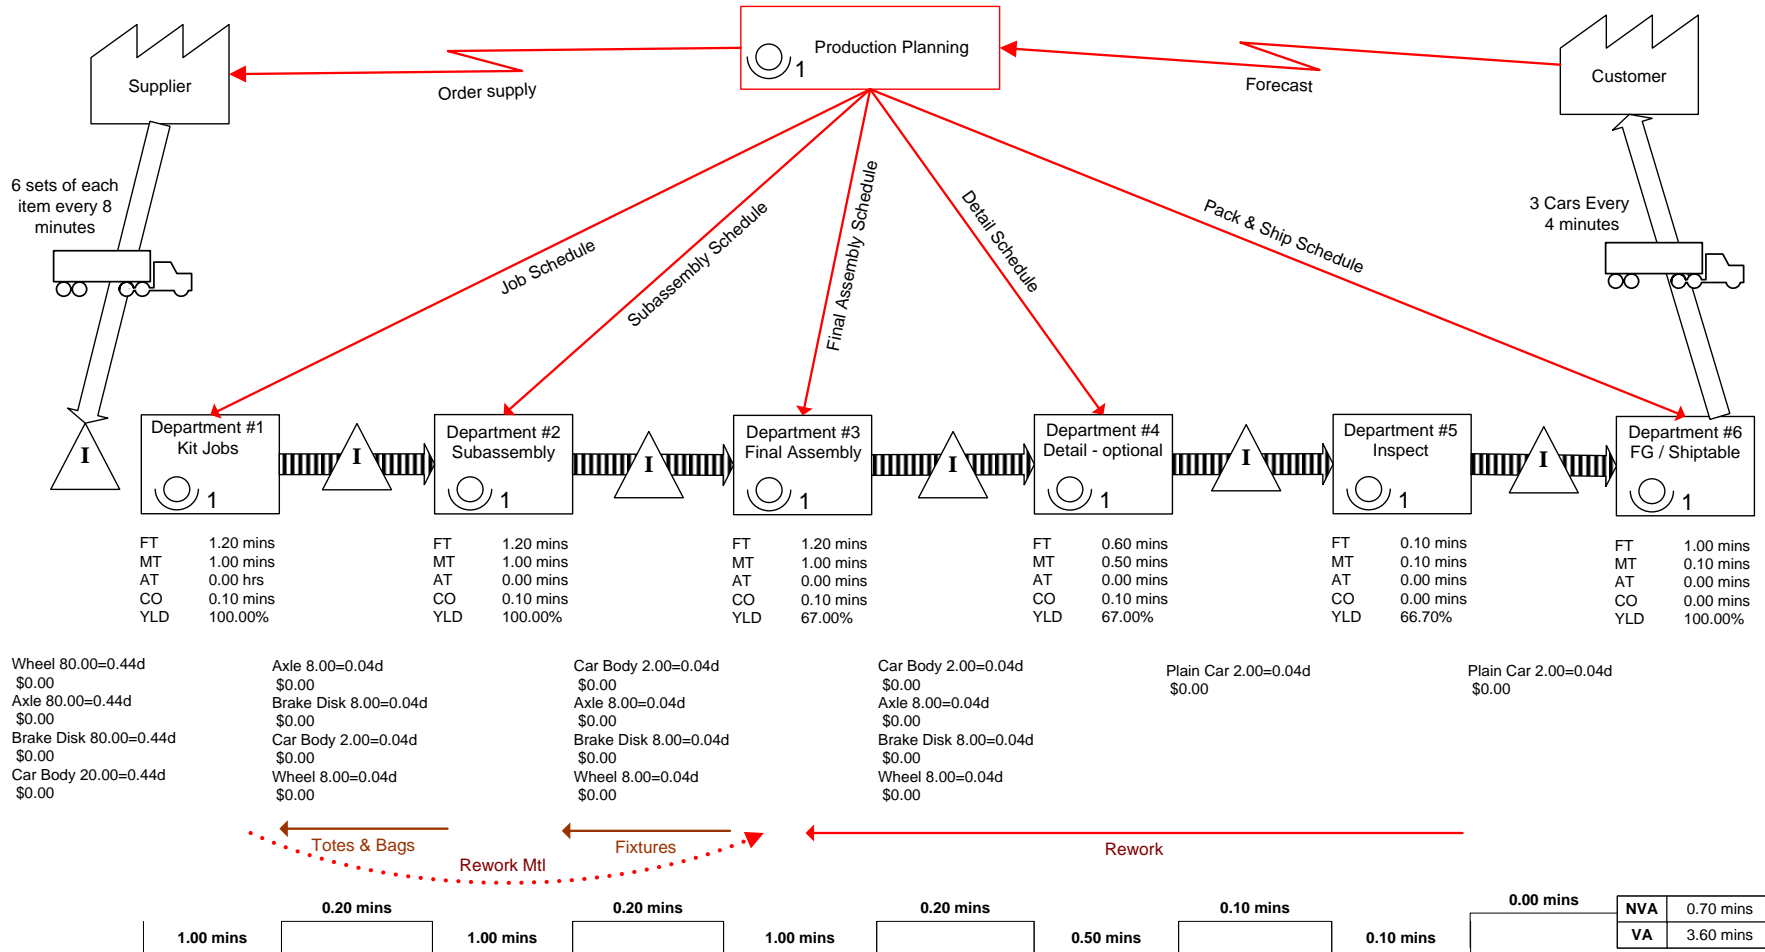 Supplier
1
Production Planning
Customer
Order supply
Forecast
6 sets of each
item every 8
minutes
3 Cars Every
4 minutes
Job Schedule
Subassembly Schedule
Final Assembly Schedule
Detail Schedule
Pack & Ship Schedule
I
Department #1
Kit Jobs
1
I
Department #2
Subassembly
1
I
Department #3
Final Assembly
1
I
Department #4
Detail - optional
1
I
Department #5
Inspect
1
I
Department #6
FG / Shiptable
1
FT 1.20 mins
MT 1.00 mins
AT 0.00 hrs
CO 0.10 mins
YLD 100.00%
FT 1.20 mins
MT 1.00 mins
AT 0.00 mins
CO 0.10 mins
YLD 100.00%
FT 1.20 mins
MT 1.00 mins
AT 0.00 mins
CO 0.10 mins
YLD 67.00%
FT 0.60 mins
MT 0.50 mins
AT 0.00 mins
CO 0.10 mins
YLD 67.00%
FT 0.10 mins
MT 0.10 mins
AT 0.00 mins
CO 0.00 mins
YLD 66.70%
FT 1.00 mins
MT 0.10 mins
AT 0.00 mins
CO 0.00 mins
YLD 100.00%
Wheel 80.00=0.44d
$0.00
Axle 80.00=0.44d
$0.00
Brake Disk 80.00=0.44d
$0.00
Car Body 20.00=0.44d
$0.00
Axle 8.00=0.04d
$0.00
Brake Disk 8.00=0.04d
$0.00
Car Body 2.00=0.04d
$0.00
Wheel 8.00=0.04d
$0.00
Car Body 2.00=0.04d
$0.00
Axle 8.00=0.04d
$0.00
Brake Disk 8.00=0.04d
$0.00
Wheel 8.00=0.04d
$0.00
Car Body 2.00=0.04d
$0.00
Axle 8.00=0.04d
$0.00
Brake Disk 8.00=0.04d
$0.00
Wheel 8.00=0.04d
$0.00
Plain Car 2.00=0.04d
$0.00
Plain Car 2.00=0.04d
$0.00
Totes & Bags
Fixtures
Rework Mtl
Rework
1.00 mins
0.20 mins
1.00 mins
0.20 mins
1.00 mins
0.20 mins
0.50 mins
0.10 mins
0.10 mins
0.00 mins
NVA 0.70 mins
VA 3.60 mins